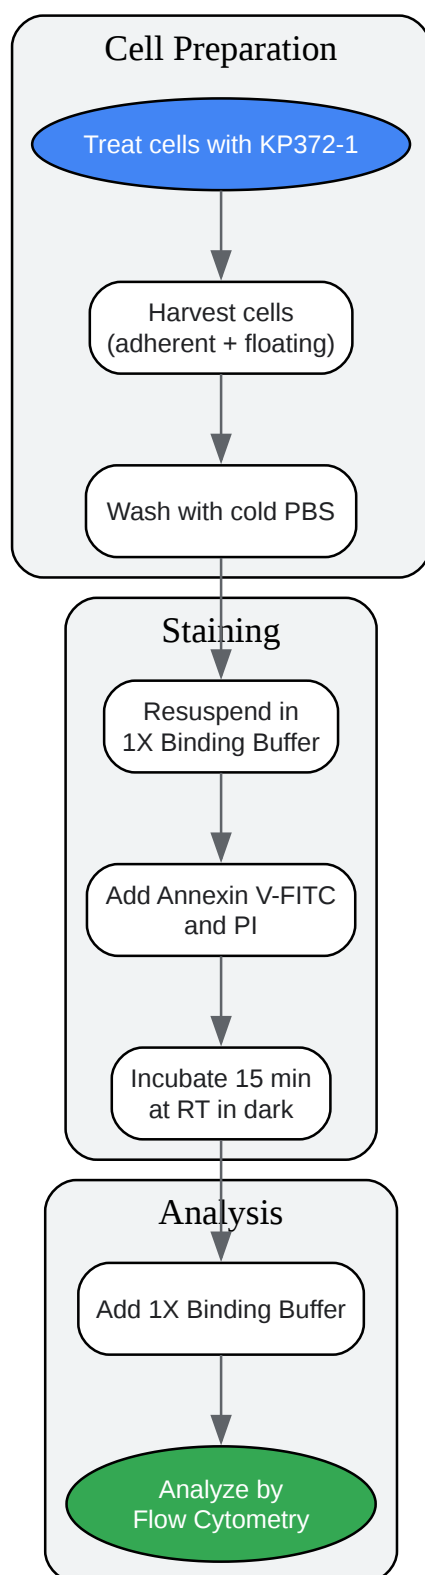 Cell Preparation
Treat cells with KP372-1
Harvest cells
(adherent + floating)
Wash with cold PBS
Staining
Resuspend in
1X Binding Buffer
Add Annexin V-FITC
and PI
Incubate 15 min
at RT in dark
Analysis
Add 1X Binding Buffer
Analyze by
Flow Cytometry